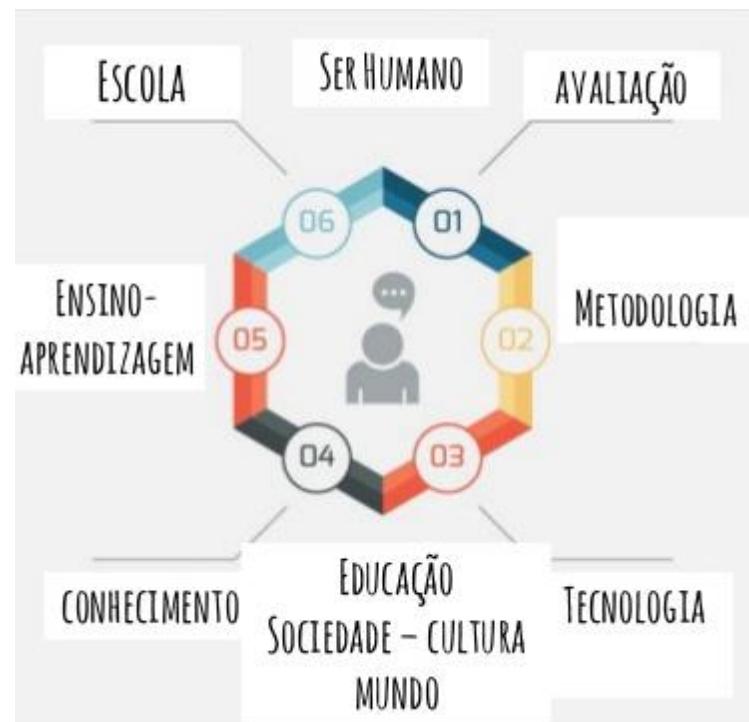 Escola
Ser Humano
avaliação
06
01
Ensino-
aprendizagem
05
02
Metodologia
04
03
conhecimento
Educação
Sociedade – cultura
mundo
Tecnologia